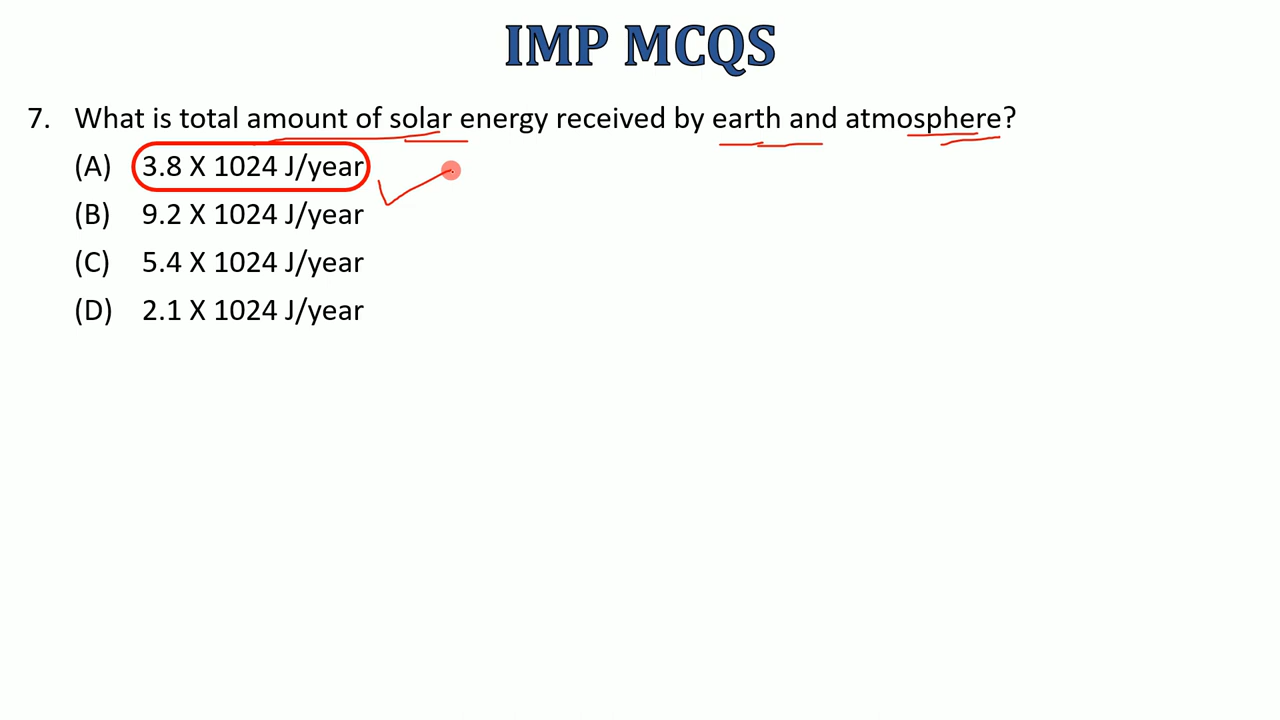 IMP MCQS
7. What is total amount of solar energy received by earth and atmosphere?
(A) 3.8 X 1024 J/year
(B) 9.2 X 1024 J/year
(C) 5.4 X 1024 J/year
(D) 2.1 X 1024 J/year